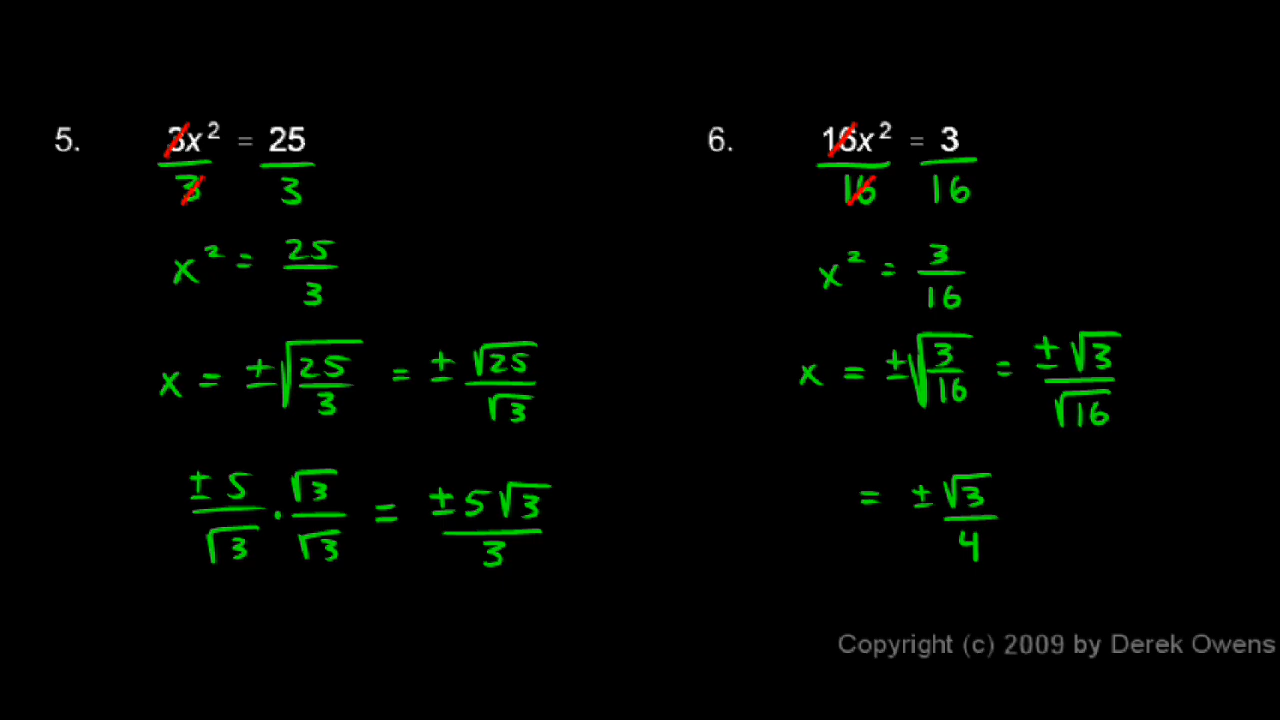 5. 3x² = 25
3 3
x² = 25/3
x = ±√(25/3) = ±√25/√3
±5/√3 · √3/√3 = ±5√3/3
6. 16x² = 3
16 16
x² = 3/16
x = ±√(3/16) = ±√3/√16
= ±√3/4
Copyright (c) 2009 by Derek Owens